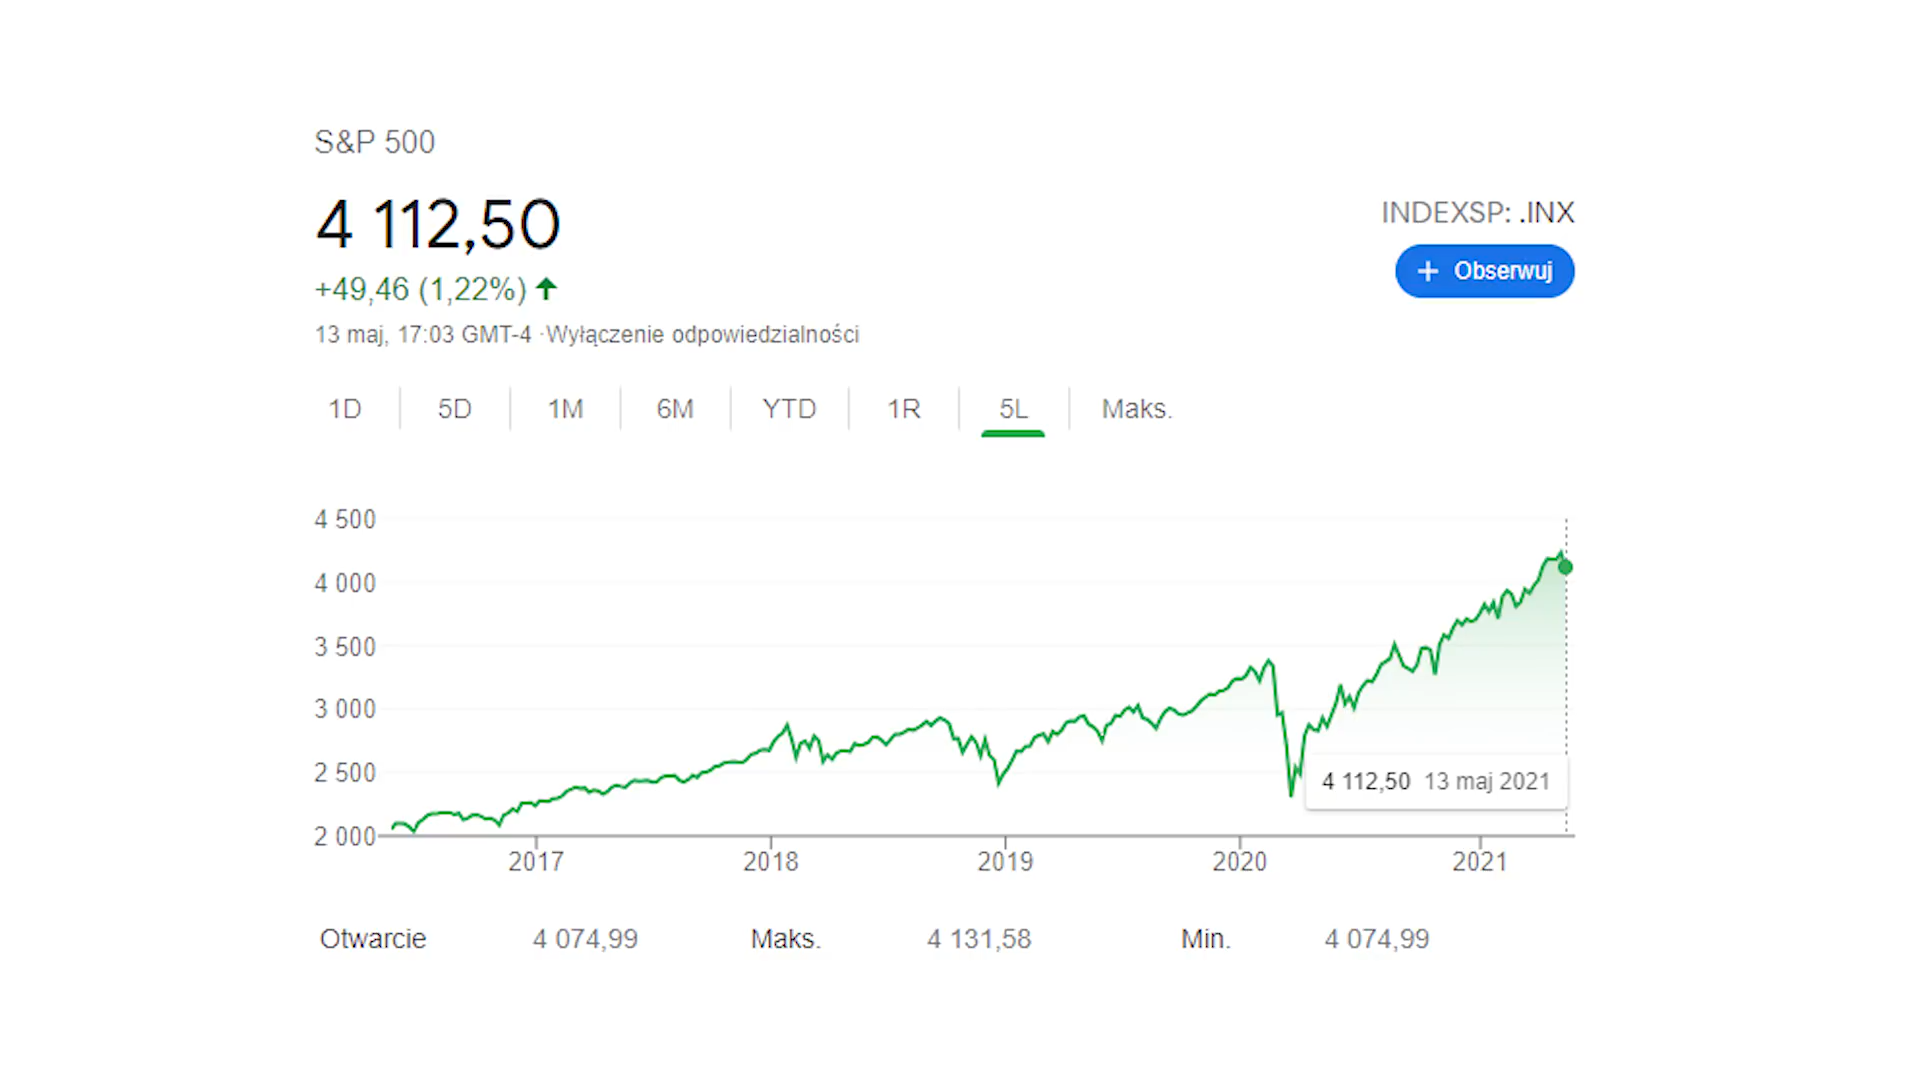 S&P 500
4 112,50
INDEXSP: .INX
+ Obserwuj
+49,46 (1,22%)
13 maj, 17:03 GMT-4 ·Wyłączenie odpowiedzialności
1D 5D 1M 6M YTD 1R 5L Maks.
4 500
4 000
3 500
3 000
2 500
4 112,50 13 maj 2021
2 000
2017 2018 2019 2020 2021
Otwarcie 4 074,99 Maks. 4 131,58 Min. 4 074,99